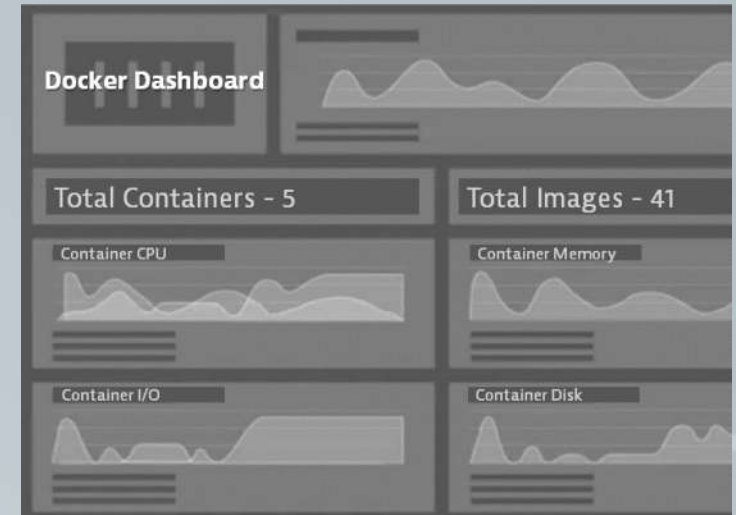 Docker Dashboard
Total Containers - 5
Total Images - 41
Container CPU
Container Memory
Container I/O
Container Disk